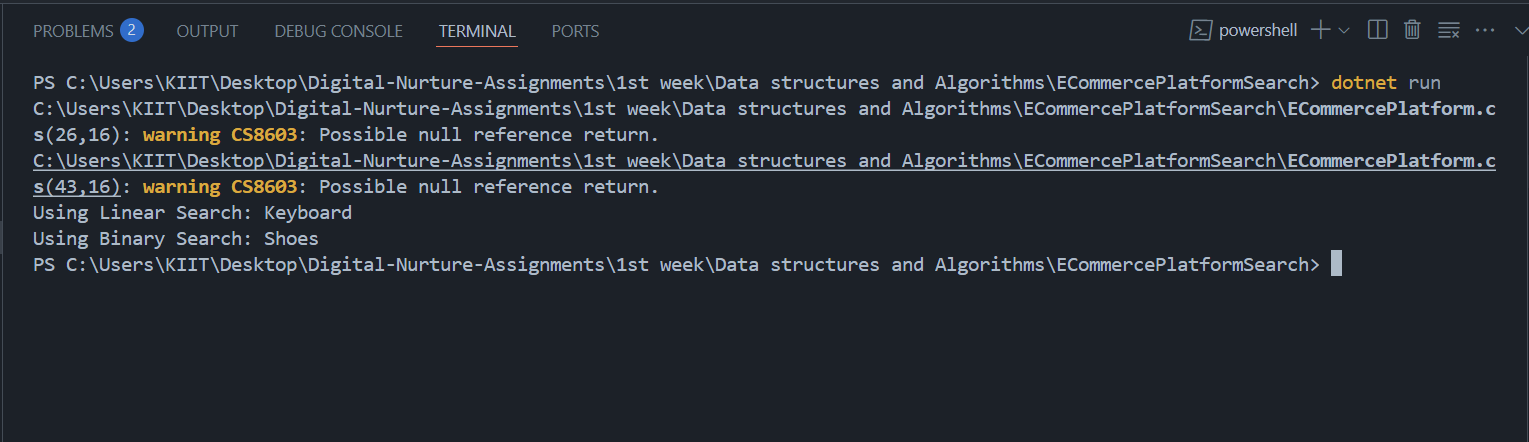 PROBLEMS 2 OUTPUT DEBUG CONSOLE TERMINAL PORTS powershell
PS C:\Users\KIIT\Desktop\Digital-Nurture-Assignments\1st week\Data structures and Algorithms\ECommercePlatformSearch> dotnet run
C:\Users\KIIT\Desktop\Digital-Nurture-Assignments\1st week\Data structures and Algorithms\ECommercePlatformSearch\ECommercePlatform.c
s(26,16): warning CS8603: Possible null reference return.
C:\Users\KIIT\Desktop\Digital-Nurture-Assignments\1st week\Data structures and Algorithms\ECommercePlatformSearch\ECommercePlatform.c
s(43,16): warning CS8603: Possible null reference return.
Using Linear Search: Keyboard
Using Binary Search: Shoes
PS C:\Users\KIIT\Desktop\Digital-Nurture-Assignments\1st week\Data structures and Algorithms\ECommercePlatformSearch>